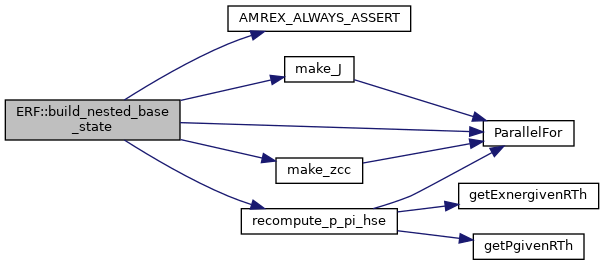 AMREX_ALWAYS_ASSERT
make_J
ERF::build_nested_base
_state
ParallelFor
make_zcc
getExnergivenRTh
recompute_p_pi_hse
getPgivenRTh